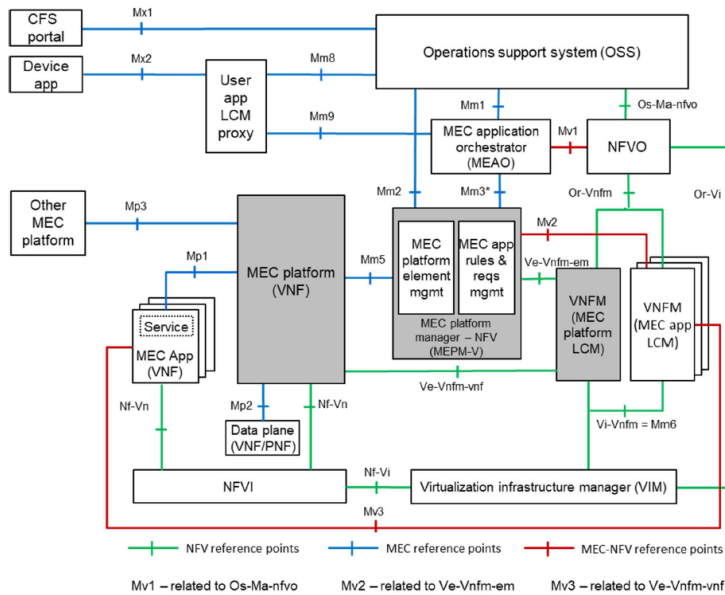 CFS
portal
Mx1
Operations support system (OSS)
Device
app
Mx2
User
app
LCM
proxy
Mm8
Mm9
Mm1
Os-Ma-nfvo
MEC application
orchestrator
(MEAO)
Mv1
NFVO
Other
MEC
platform
Mp3
Mm2
Mm3*
Or-Vnfm
Or-Vi
Mv2
MEC platform
(VNF)
Mp1
Mm5
MEC
platform
element
mgmt
MEC app
rules &
reqs
mgmt
MEC platform
manager – NFV
(MEPM-V)
Ve-Vnfm-em
VNFM
(MEC
platform
LCM)
VNFM
(MEC app
LCM)
Service
MEC App
(VNF)
Ve-Vnfm-vnf
Nf-Vn
Mp2
Nf-Vn
Data plane
(VNF/PNF)
Vi-Vnfm = Mm6
NFVI
Nf-Vi
Virtualization infrastructure manager (VIM)
Mv3
NFV reference points
MEC reference points
MEC-NFV reference points
Mv1 – related to Os-Ma-nfvo
Mv2 – related to Ve-Vnfm-em
Mv3 – related to Ve-Vnfm-vnf